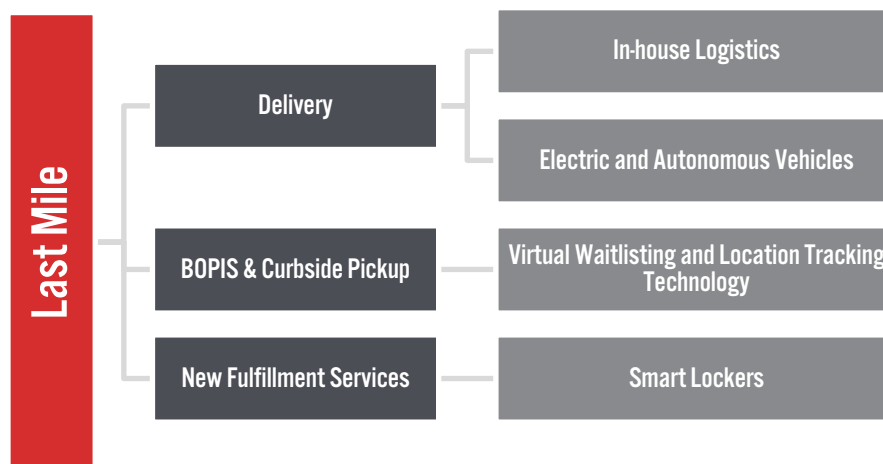 Last Mile
Delivery
In-house Logistics
Electric and Autonomous Vehicles
BOPIS & Curbside Pickup
Virtual Waitlisting and Location Tracking
Technology
New Fulfillment Services
Smart Lockers